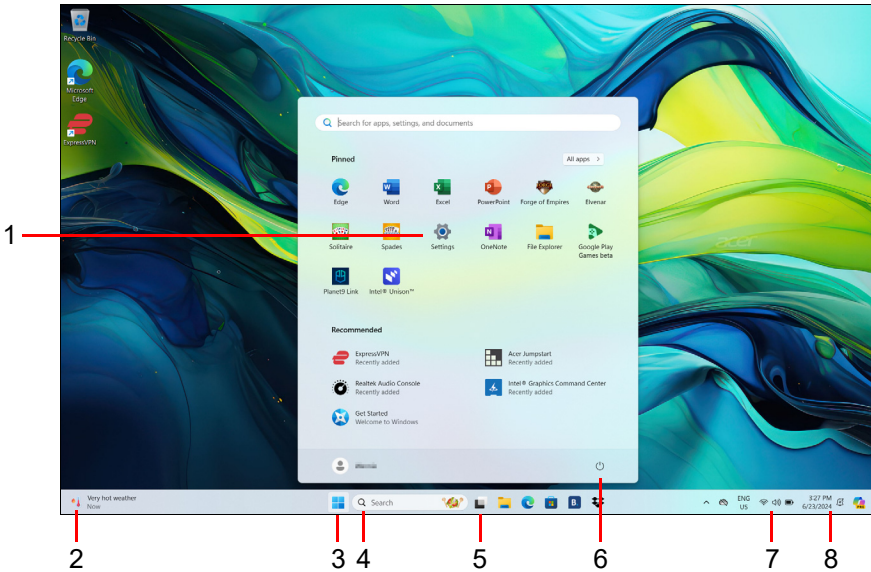 Recycle Bin
Microsoft
Edge
ExpressVPN
Search for apps, settings, and documents
Pinned
All apps >
Edge
Word
Excel
PowerPoint
Forge of Empires
Elvenar
Solitaire
Spades
Settings
OneNote
File Explorer
Google Play
Games beta
Planet9 Link
Intel® Unison™
acer
Recommended
ExpressVPN
Recently added
Acer Jumpstart
Recently added
Realtek Audio Console
Recently added
Intel® Graphics Command Center
Recently added
Get Started
Welcome to Windows
Very hot weather
Now
Search
B
ENG
US
3:27 PM
6/23/2024
1
2
3
4
5
6
7
8